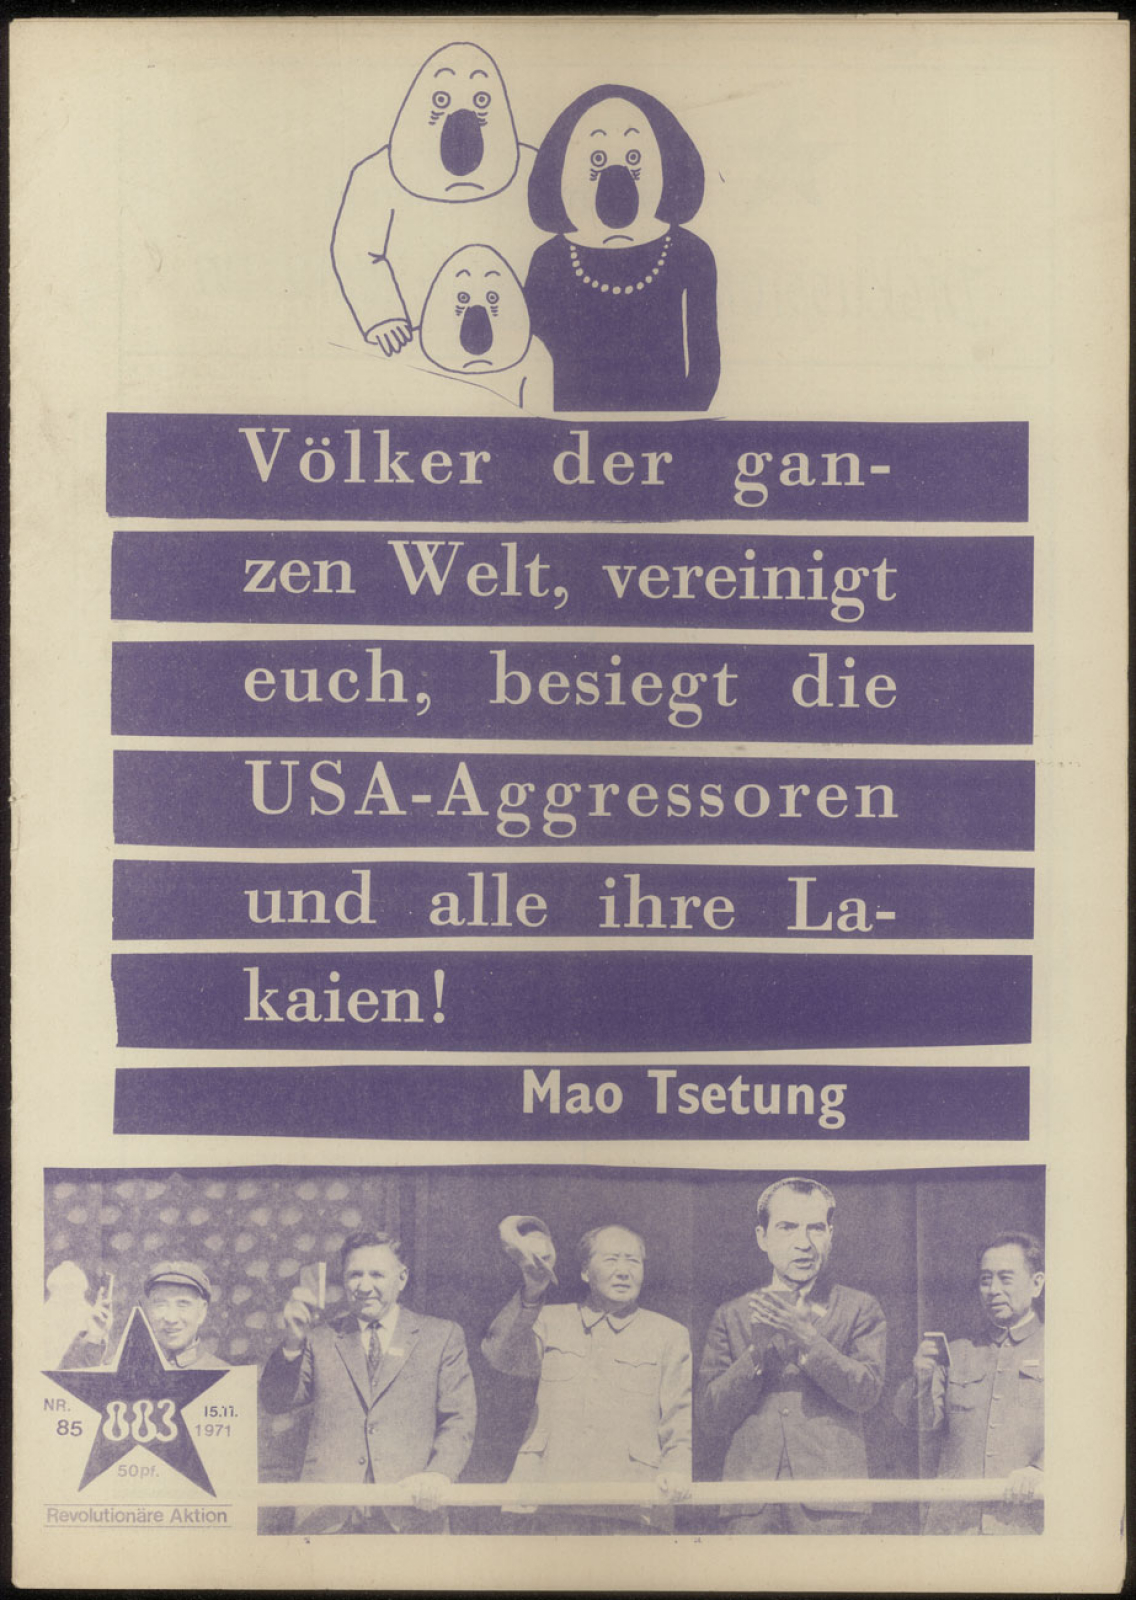 Völker der gan-
zen Welt, vereinigt
euch, besiegt die
USA-Aggressoren
und alle ihre La-
kaien!
Mao Tsetung
NR.
85
883
15.11.
1971
50pf.
Revolutionäre Aktion